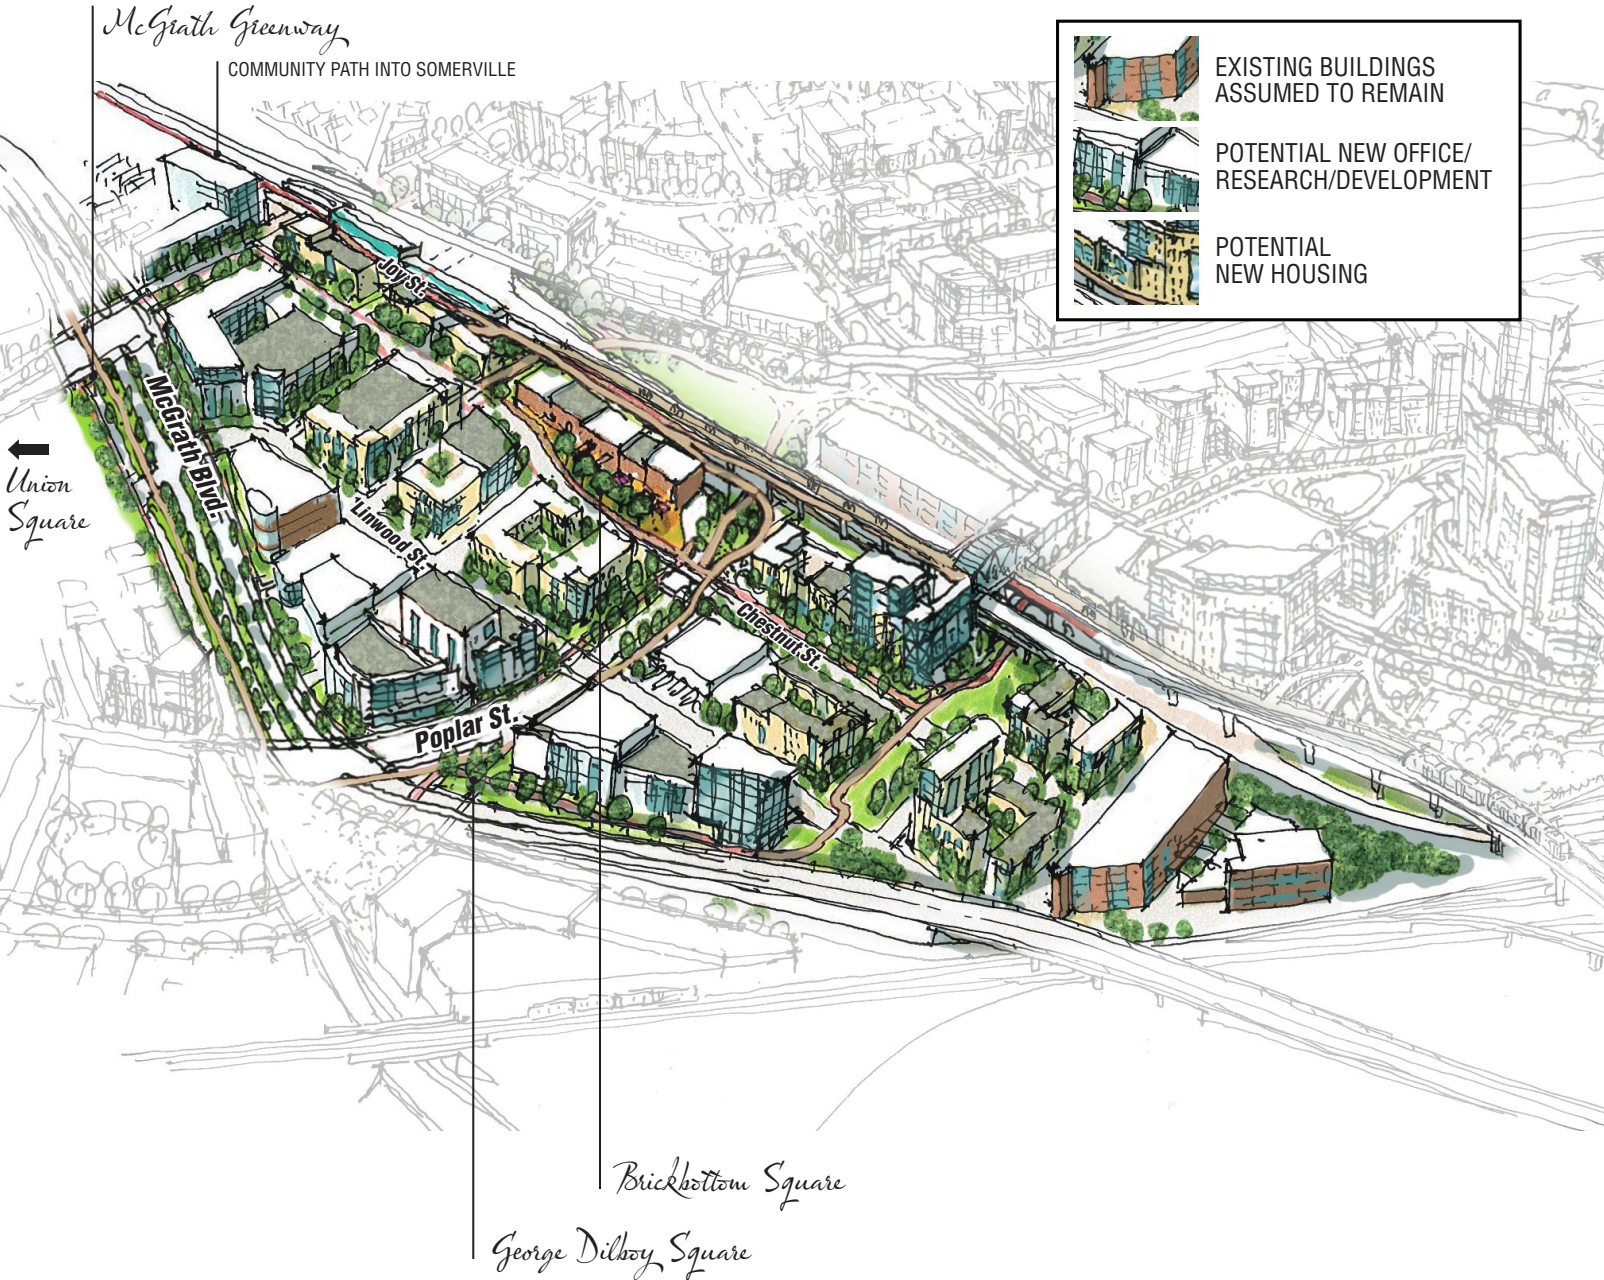 McGrath Greenway
COMMUNITY PATH INTO SOMERVILLE
EXISTING BUILDINGS
ASSUMED TO REMAIN
POTENTIAL NEW OFFICE/
RESEARCH/DEVELOPMENT
POTENTIAL
NEW HOUSING
Joy St.
McGrath Blvd.
Union
Square
Linwood St.
Chestnut St.
Poplar St.
Brickbottom Square
George Dilboy Square